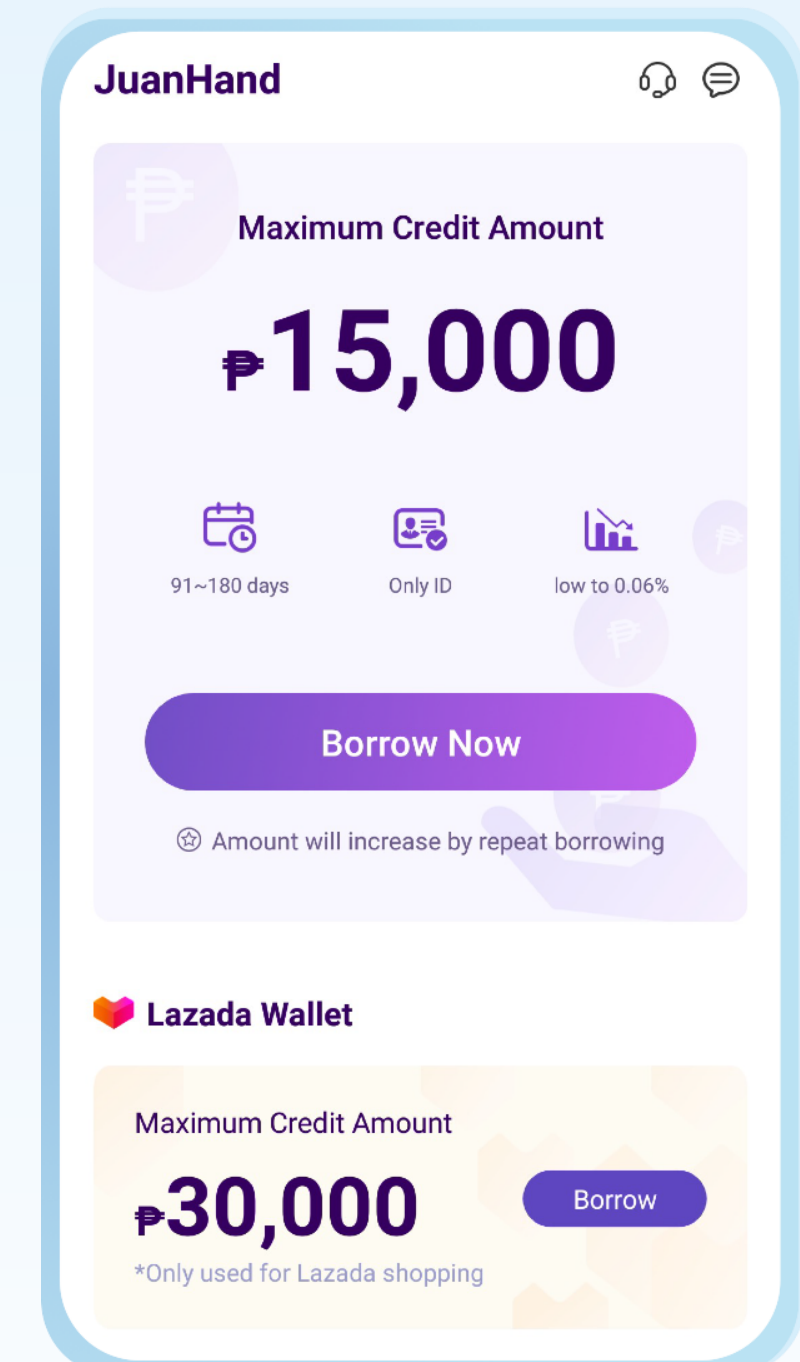 JuanHand
Maximum Credit Amount
₱15,000
91~180 days
Only ID
low to 0.06%
Borrow Now
Amount will increase by repeat borrowing
Lazada Wallet
Maximum Credit Amount
₱30,000
Borrow
*Only used for Lazada shopping